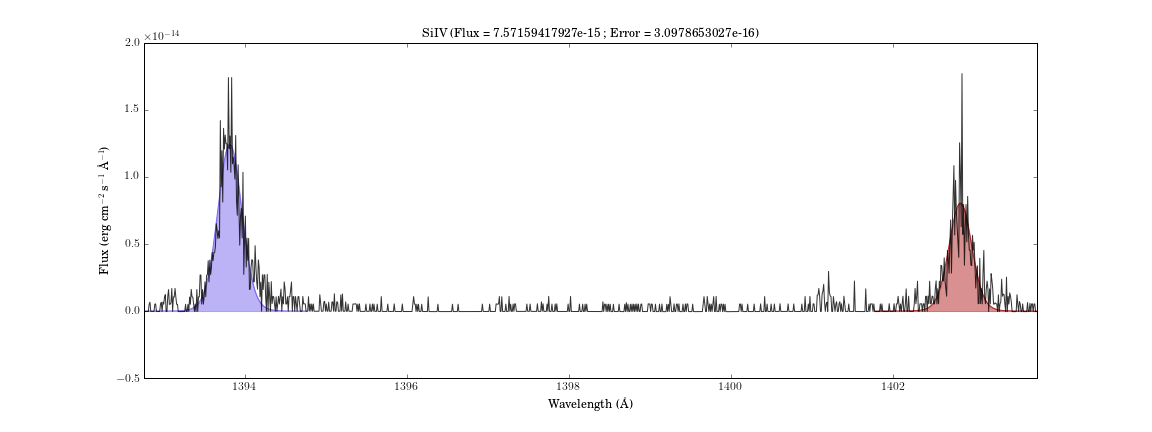 SiIV (Flux = 7.57159417927e-15 ; Error = 3.0978653027e-16)
×10⁻¹⁴
2.0
1.5
1.0
0.5
0.0
−0.5
Flux (erg cm⁻² s⁻¹ Å⁻¹)
1394 1396 1398 1400 1402
Wavelength (Å)